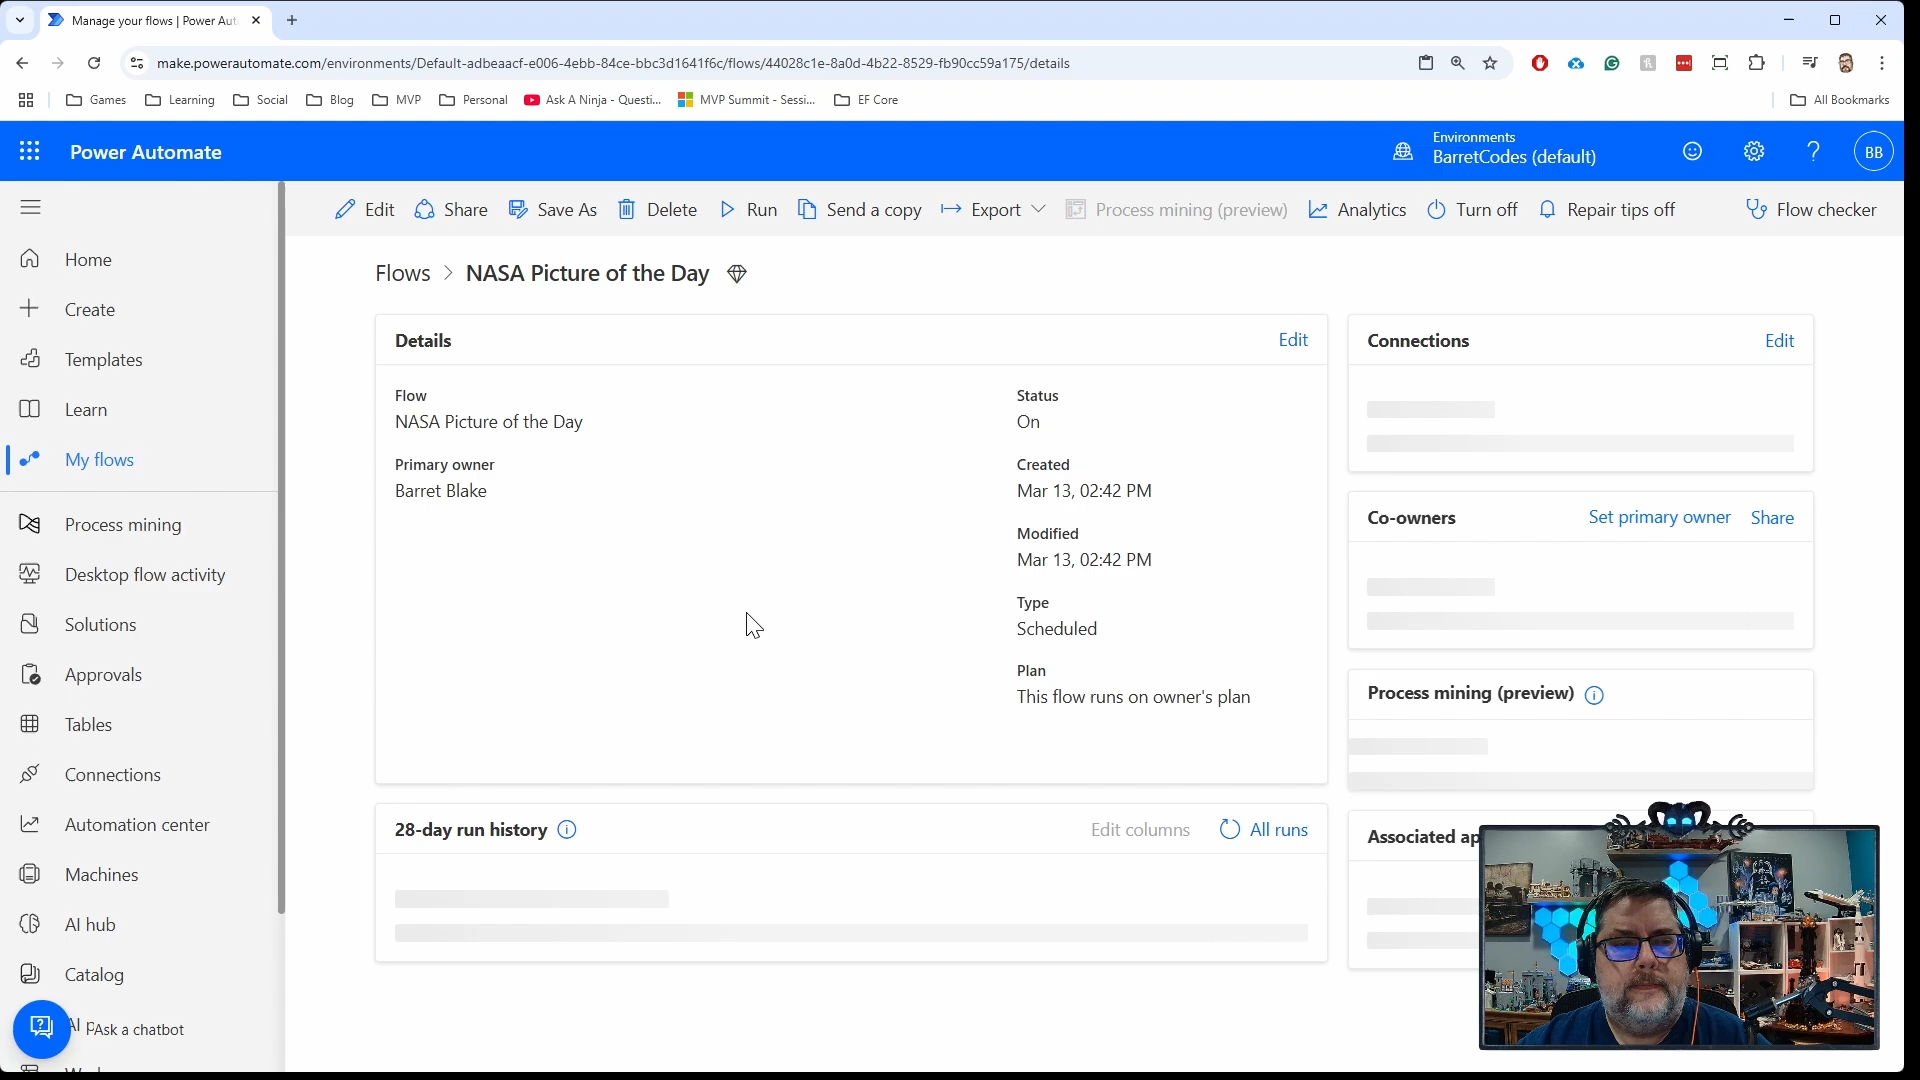 Manage your flows | Power Aut
make.powerautomate.com/environments/Default-adbeaacf-e006-4ebb-84ce-bbc3d1641f6c/flows/44028c1e-8a0d-4b22-8529-fb90cc59a175/details
Games Learning Social Blog MVP Personal Ask A Ninja - Questi... MVP Summit - Sessi... EF Core All Bookmarks
Power Automate
Environments
BarretCodes (default)
BB
Edit Share Save As Delete Run Send a copy Export Process mining (preview) Analytics Turn off Repair tips off Flow checker
Home
Create
Templates
Learn
My flows
Process mining
Desktop flow activity
Solutions
Approvals
Tables
Connections
Automation center
Machines
AI hub
Catalog
Ask a chatbot
Flows > NASA Picture of the Day
Details Edit
Flow
NASA Picture of the Day
Primary owner
Barret Blake
Status
On
Created
Mar 13, 02:42 PM
Modified
Mar 13, 02:42 PM
Type
Scheduled
Plan
This flow runs on owner's plan
28-day run history Edit columns All runs
Connections Edit
Co-owners Set primary owner Share
Process mining (preview)
Associated ap